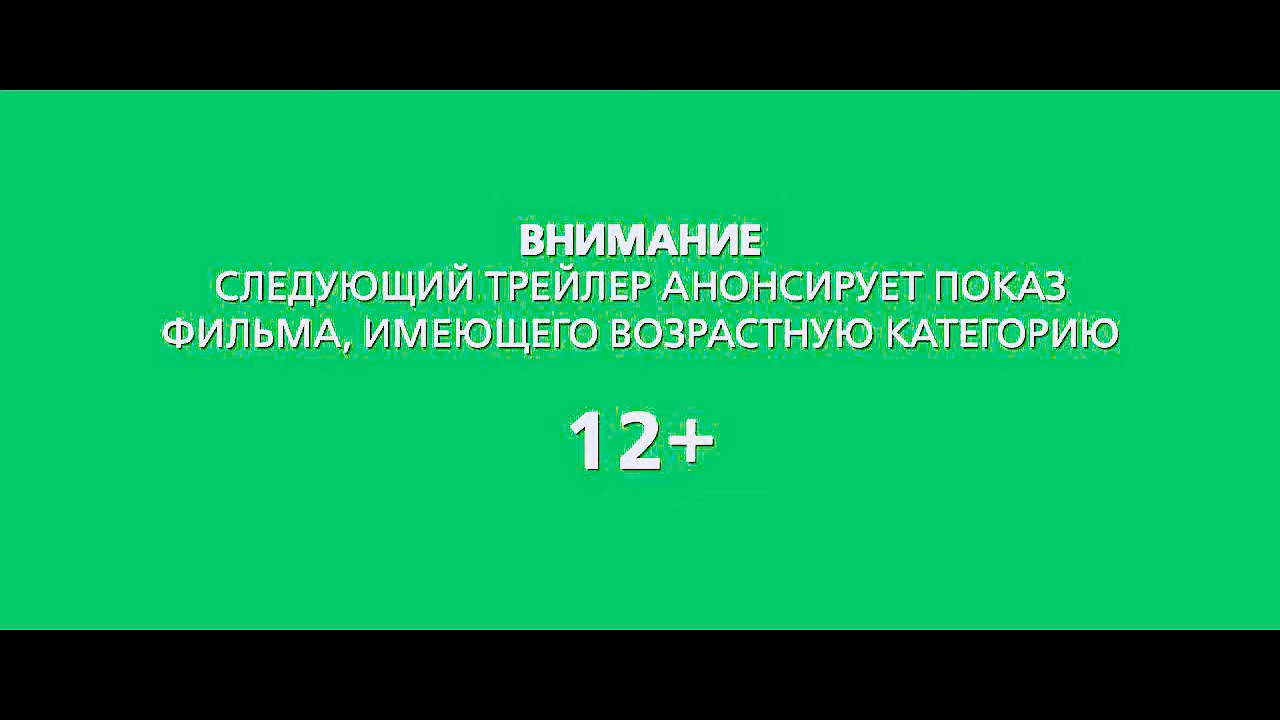 ВНИМАНИЕ
СЛЕДУЮЩИЙ ТРЕЙЛЕР АНОНСИРУЕТ ПОКАЗ
ФИЛЬМА, ИМЕЮЩЕГО ВОЗРАСТНУЮ КАТЕГОРИЮ
12+